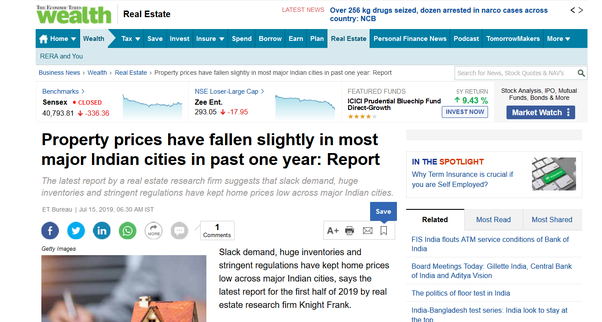 THE ECONOMIC TIMES
wealth
Real Estate
LATEST NEWS
Over 256 kg drugs seized, dozen arrested in narco cases across
country: NCB
Home Wealth Tax Save Invest Insure Spend Borrow Earn Plan Real Estate Personal Finance News Podcast TomorrowMakers More
RERA and You
Business News › Wealth › Real Estate › Property prices have fallen slightly in most major Indian cities in past one year: Report
Search for News, Stock Quotes & NAV's
Benchmarks
Sensex CLOSED
40,793.81 -336.36
NSE Loser-Large Cap
Zee Ent.
293.05 -17.95
FEATURED FUNDS
ICICI Prudential Bluechip Fund
Direct-Growth
★★★★
5Y RETURN
9.43 %
INVEST NOW
Stock Analysis, IPO, Mutual
Funds, Bonds & More
Market Watch
Property prices have fallen slightly in most
major Indian cities in past one year: Report
The latest report by a real estate research firm suggests that slack demand, huge
inventories and stringent regulations have kept home prices low across major Indian cities.
ET Bureau | Jul 15, 2019, 06.30 AM IST
Save
MORE
1
Comments
A+
Getty Images
Slack demand, huge inventories and
stringent regulations have kept home prices
low across major Indian cities, says the
latest report for the first half of 2019 by real
estate research firm Knight Frank.
IN THE SPOTLIGHT
Why Term Insurance is crucial if
you are Self Employed?
Related Most Read Most Shared
FIS India flouts ATM service conditions of Bank of
India
Board Meetings Today: Gillette India, Central Bank
of India and Aditya Vision
The politics of floor test in India
India-Bangladesh test series: India look to stay at the
top